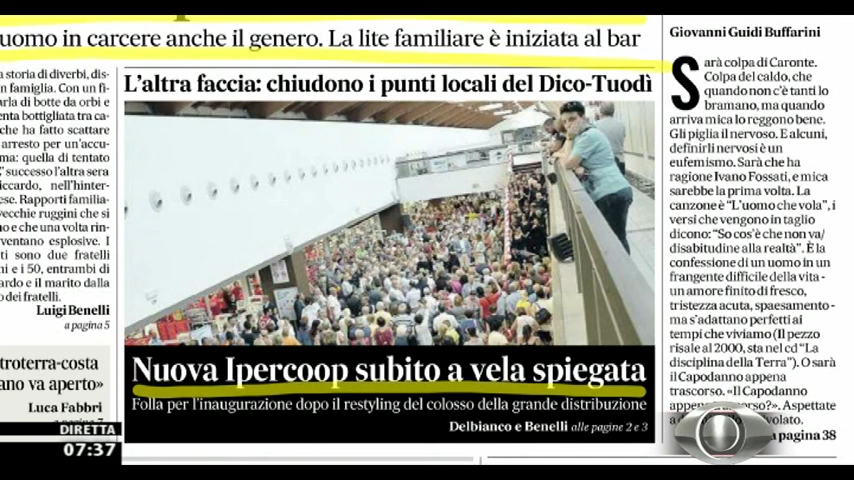 uomo in carcere anche il genero. La lite familiare è iniziata al bar
a storia di diverbi, dis-
n famiglia. Con un fi-
arla di botte da orbi e
enta bottigliata tra ca-
che ha fatto scattare
arresto per un'accu-
ma: quella di tentato
successo l'altra sera
iccardo, nell'hinter-
ese. Rapporti familia-
vecchie ruggini che si
no e che una volta rin-
ventano esplosive. I
ti sono due fratelli
ni e i 50, entrambi di
ardo e il marito della
o dei fratelli.
Luigi Benelli
a pagina 5
troterra-costa
ano va aperto»
Luca Fabbri
DIRETTA
07:37
L'altra faccia: chiudono i punti locali del Dico-Tuodì
Nuova Ipercoop subito a vela spiegata
Folla per l'inaugurazione dopo il restyling del colosso della grande distribuzione
Delbianco e Benelli alle pagine 2 e 3
Giovanni Guidi Buffarini
Sarà colpa di Caronte.
Colpa del caldo, che
quando non c'è tanti lo
bramano, ma quando
arriva mica lo reggono bene.
Gli piglia il nervoso. E alcuni,
definirli nervosi è un
eufemismo. Sarà che ha
ragione Ivano Fossati, e mica
sarebbe la prima volta. La
canzone è "L'uomo che vola", i
versi che vengono in taglio
dicono: "So cos'è che non va/
disabitudine alla realtà". È la
confessione di un uomo in un
frangente difficile della vita -
un amore finito di fresco,
tristezza acuta, spaesamento -
ma s'adattano perfetti ai
tempi che viviamo (Il pezzo
risale al 2000, sta nel cd "La
disciplina della Terra"). O sarà
il Capodanno appena
trascorso. «Il Capodanno
Aspettate
volato.
a pagina 38